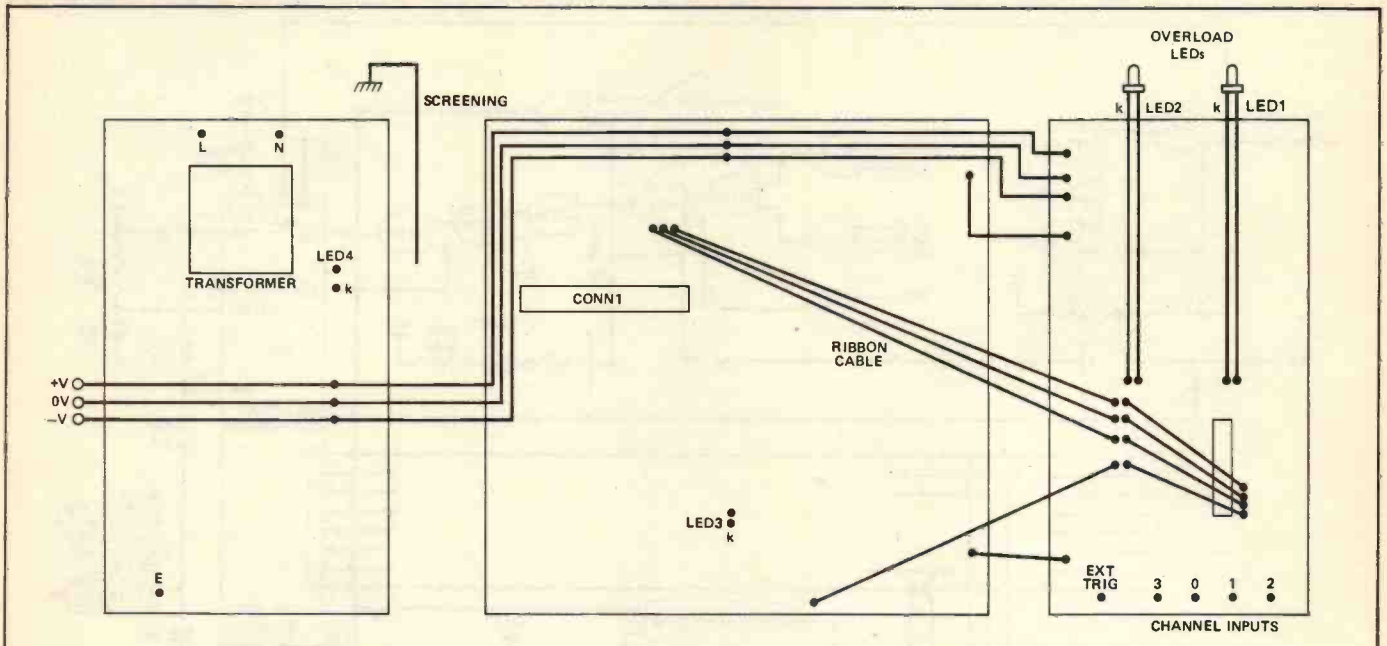 OVERLOAD
LEDs
k
LED2
k
LED1
SCREENING
L
N
TRANSFORMER
LED4
k
CONN1
RIBBON
CABLE
+V
0V
–V
LED3
k
E
EXT
TRIG
3
0
1
2
CHANNEL INPUTS